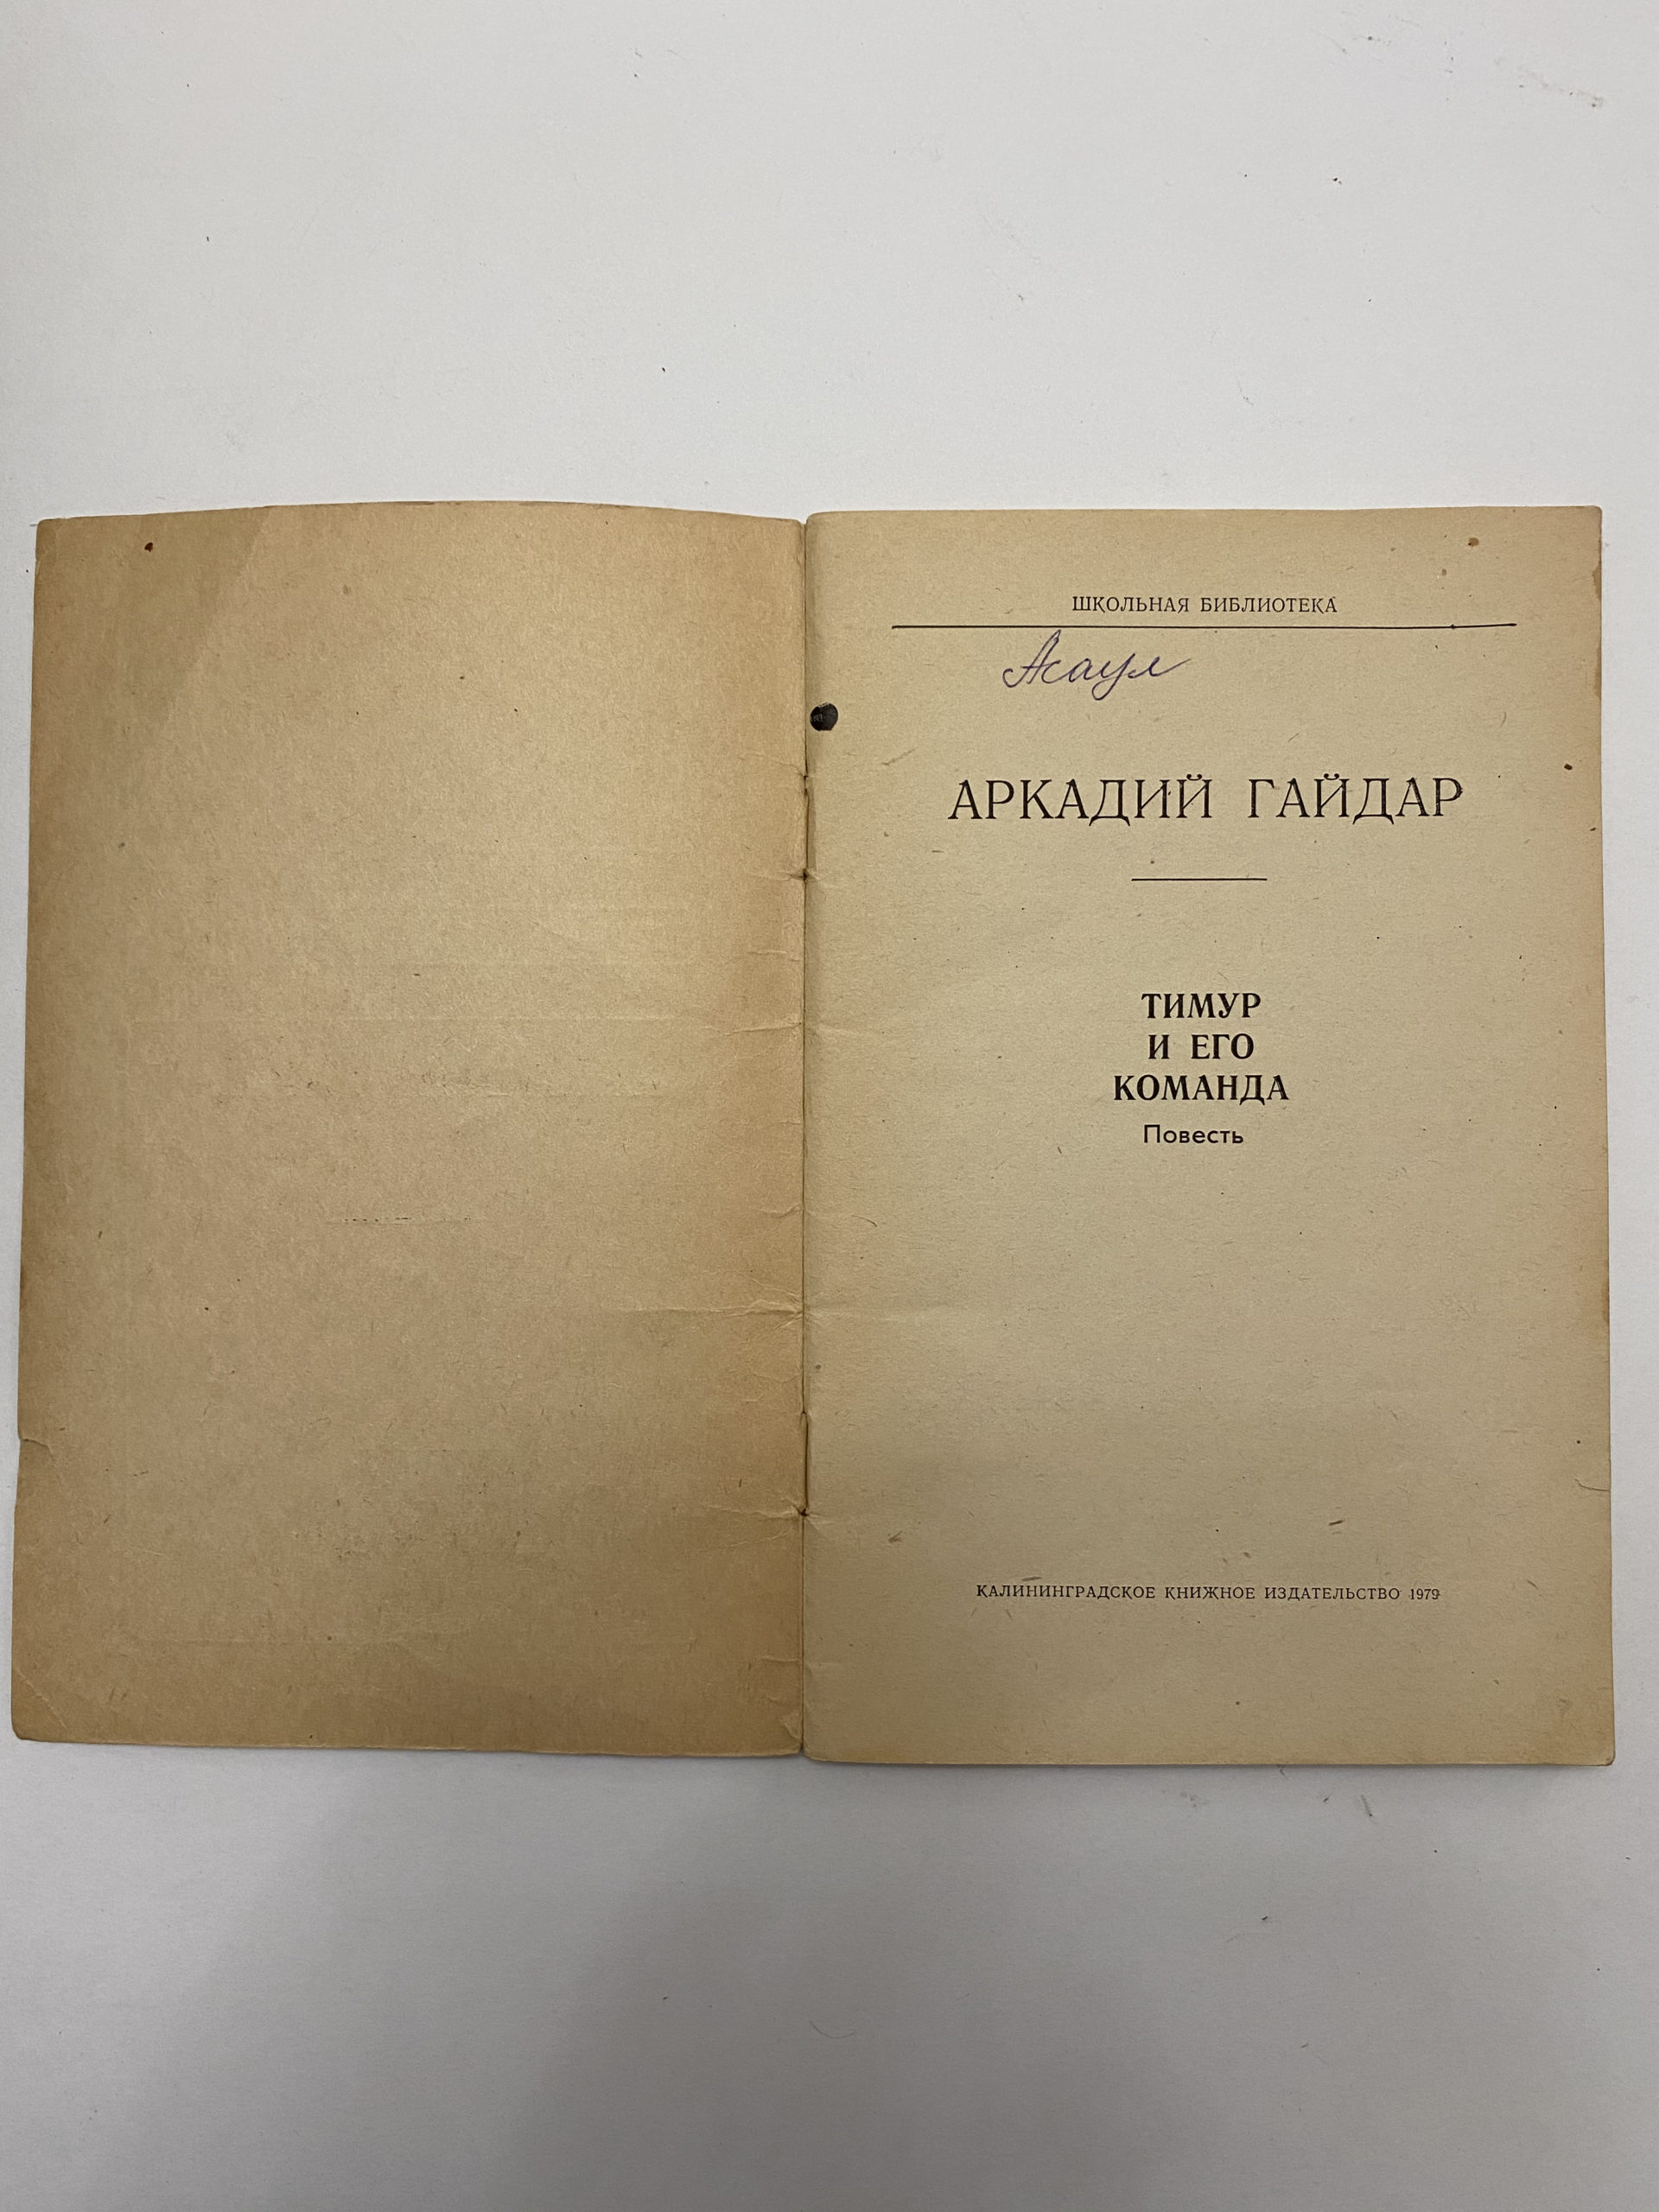 ШКОЛЬНАЯ БИБЛИОТЕКА
Асаул
АРКАДИЙ ГАЙДАР
ТИМУР
И ЕГО
КОМАНДА
Повесть
КАЛИНИНГРАДСКОЕ КНИЖНОЕ ИЗДАТЕЛЬСТВО 1979